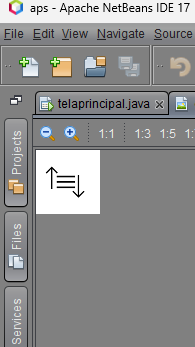 aps - Apache NetBeans IDE 17
File Edit View Navigate Source
telaprincipal.java
1:1 1:3 1:5
Projects
Files
Services